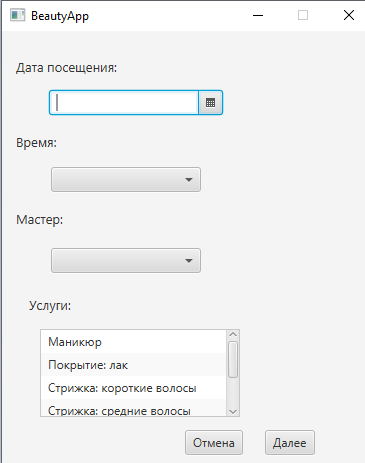 BeautyApp
Дата посещения:
Время:
Мастер:
Услуги:
Маникюр
Покрытие: лак
Стрижка: короткие волосы
Стрижка: средние волосы
Отмена
Далее